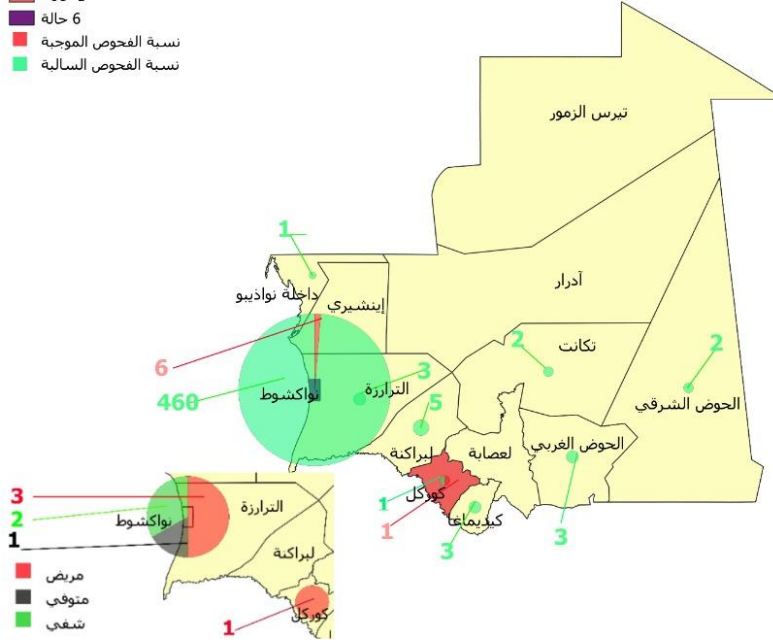 6 حالة
نسبة الفحوص الموجبة
نسبة الفحوص السالبة
تيرس الزمور
1
آدرار
داخلة نواذيبو
إينشيري
6
460
نواكشوط
3
الترارزة
2
تكانت
2
الحوض الشرقي
5
لبراكنة
لعصابة
الحوض الغربي
3
كوركل
1
1
كيديماغا
3
3
2
1
نواكشوط
الترارزة
لبراكنة
كوركل
1
مريض
متوفي
شفي